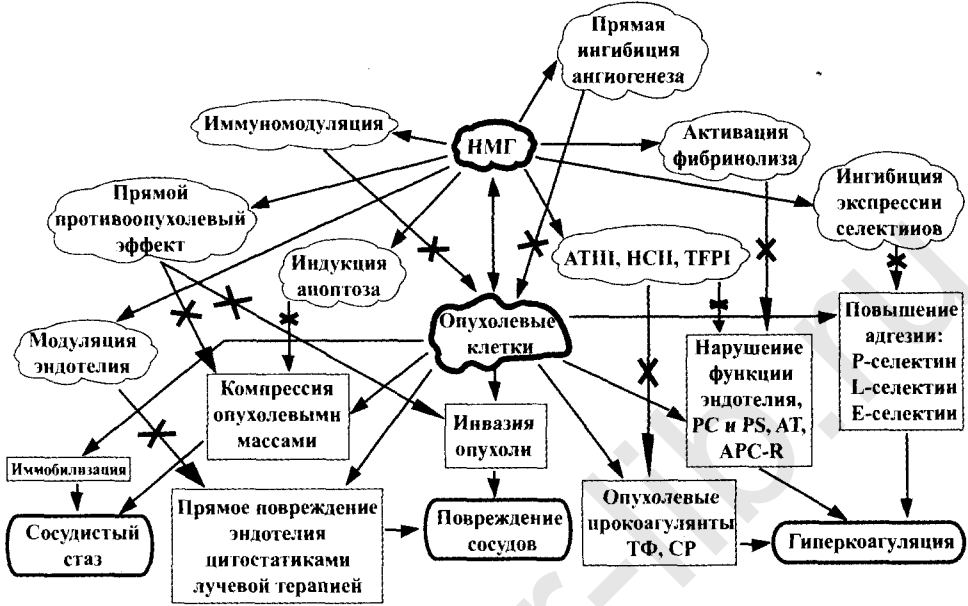 Прямая
ингибиция
ангиогенеза
Иммуномодуляция
НМГ
Активация
фибринолиза
Прямой
противоопухолевый
эффект
Ингибиция
экспрессии
селектинов
Индукция
апоптоза
ATIII, HCII, TFPI
Модуляция
эндотелия
Опухолевые
клетки
Повышение
адгезии:
Р-селектин
L-селектин
Е-селектин
Нарушение
функции
эндотелия,
РС и PS, АТ,
APC-R
Компрессия
опухолевыми
массами
Инвазия
опухоли
Иммобилизация
Сосудистый
стаз
Прямое повреждение
эндотелия
цитостатиками
лучевой терапией
Повреждение
сосудов
Опухолевые
прокоагулянты
ТФ, СР
Гиперкоагуляция